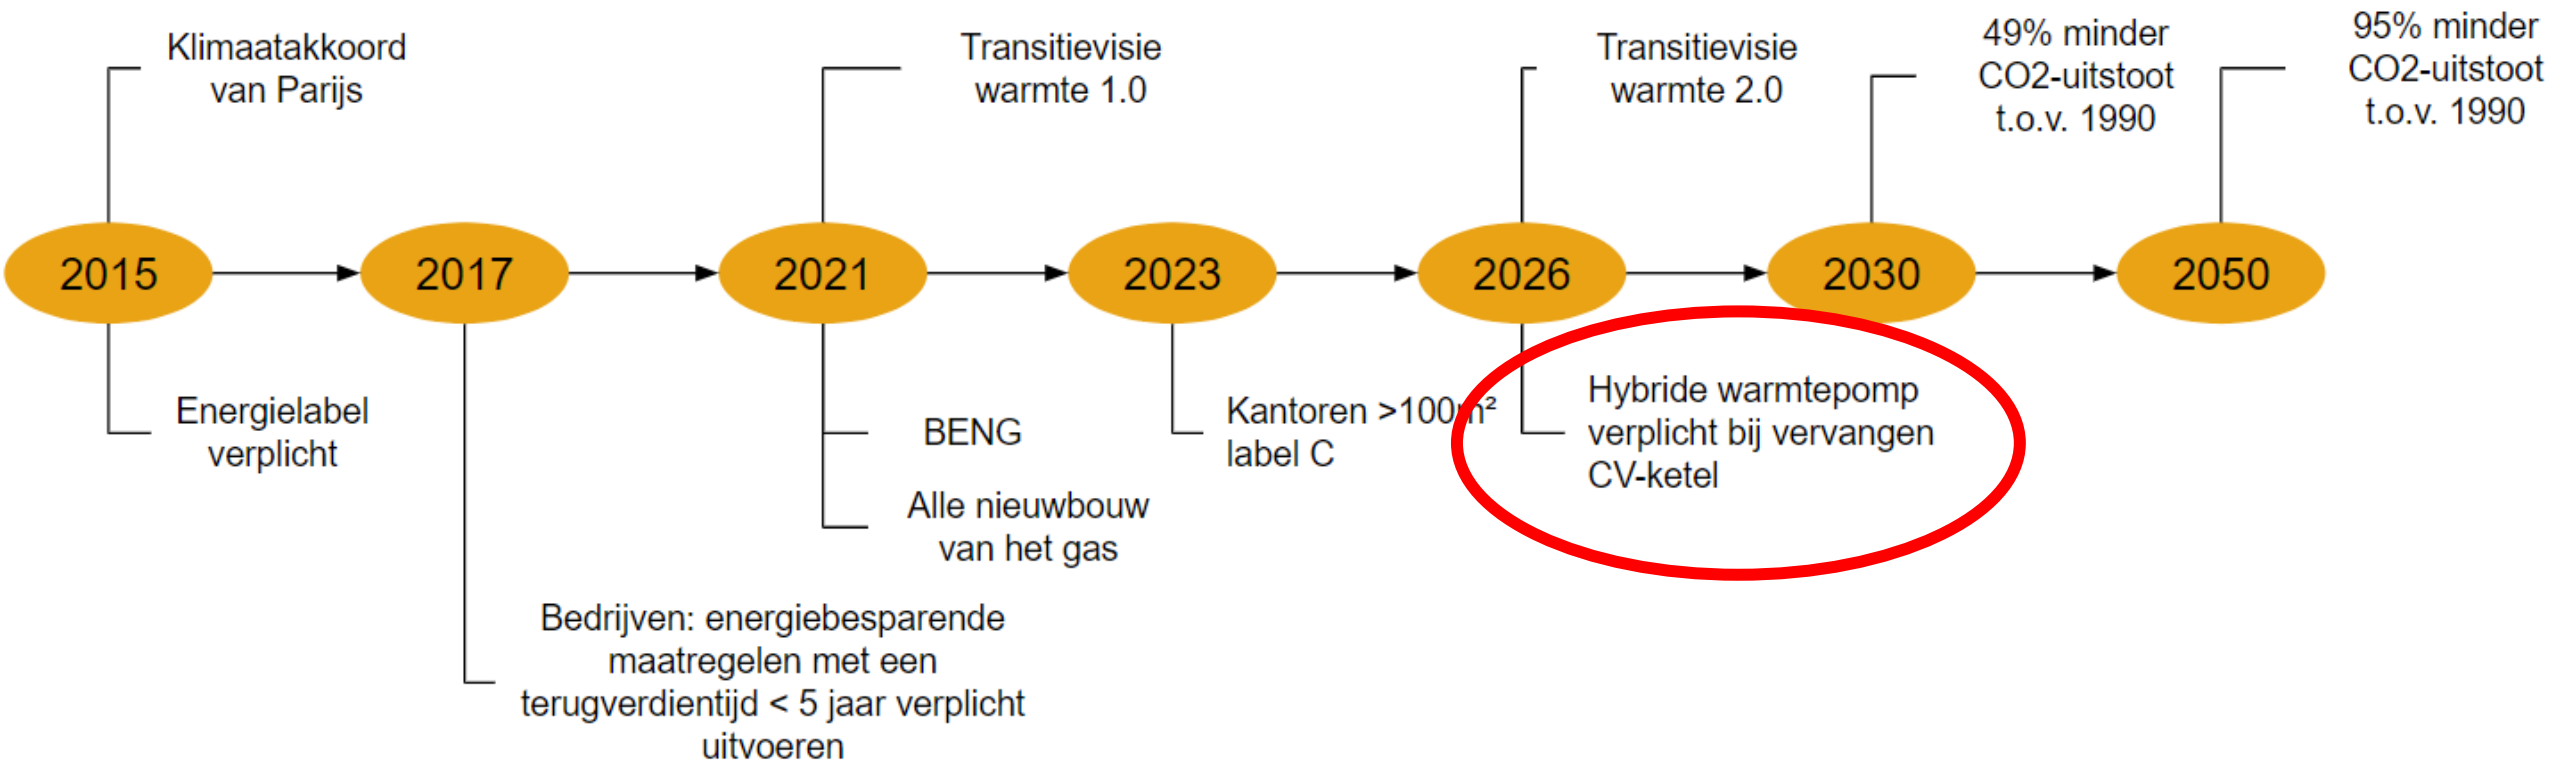 Klimaatakkoord
van Parijs
Transitievisie
warmte 1.0
Transitievisie
warmte 2.0
49% minder
CO2-uitstoot
t.o.v. 1990
95% minder
CO2-uitstoot
t.o.v. 1990
2015
2017
2021
2023
2026
2030
2050
Energielabel
verplicht
Bedrijven: energiebesparende
maatregelen met een
terugverdientijd < 5 jaar verplicht
uitvoeren
BENG
Alle nieuwbouw
van het gas
Kantoren >100m²
label C
Hybride warmtepomp
verplicht bij vervangen
CV-ketel